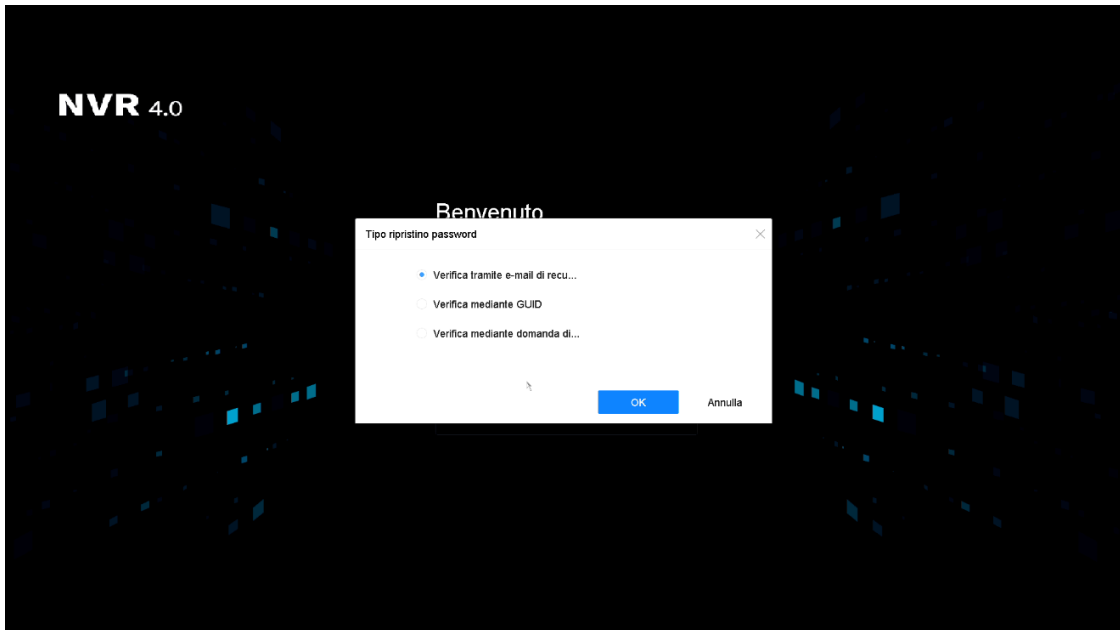 NVR 4.0
Benvenuto
Tipo ripristino password
Verifica tramite e-mail di recu...
Verifica mediante GUID
Verifica mediante domanda di...
OK Annulla